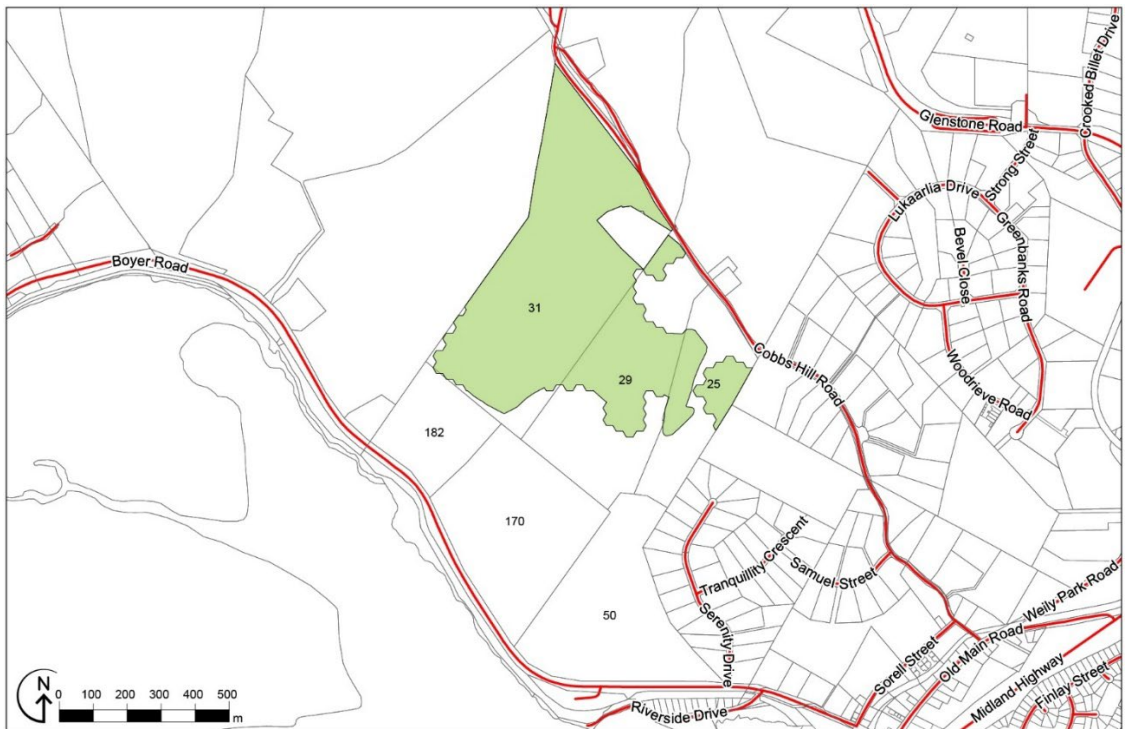 Crooked Billet Drive
Glenstone Road
Strong Street
Lukaarlia Drive
Greenbanks Road
Bevel Close
Boyer Road
31
Cobbs Hill Road
29
25
Woodrieve Road
182
170
Tranquility Crescent
Samuel Street
50
Serenity Drive
Weily Park Road
Old Main Road
Sorell Street
Midland Highway
Finlay Street
Riverside Drive
N
0 100 200 300 400 500
m